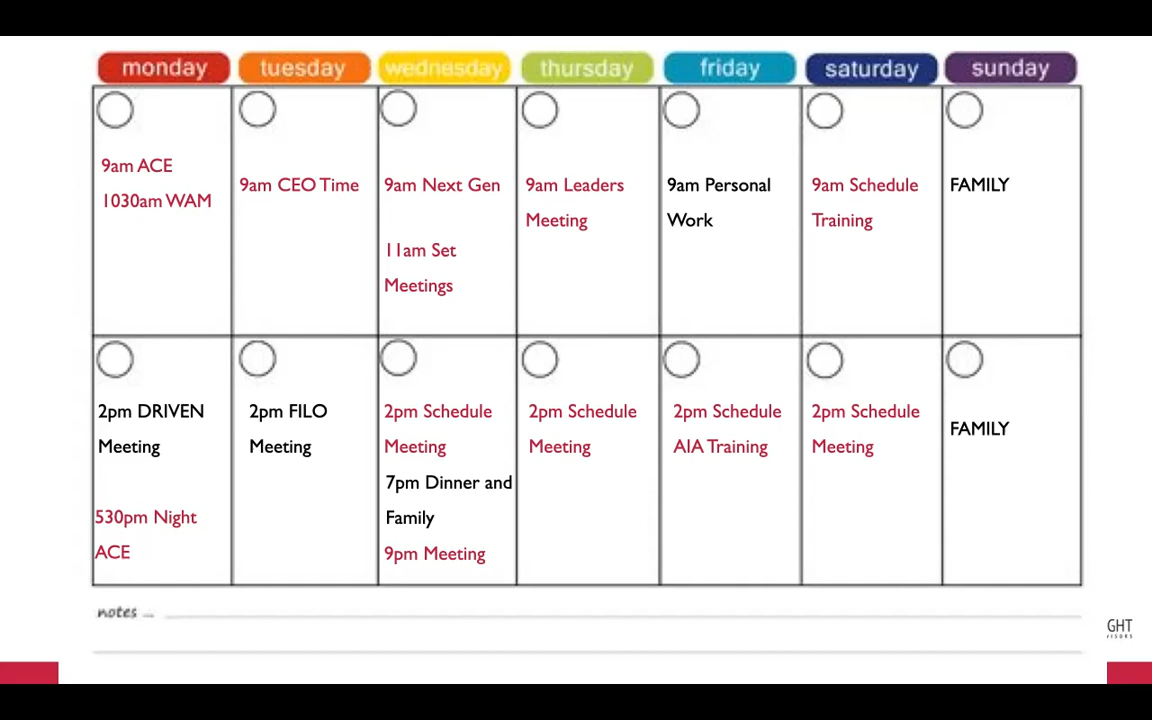 monday tuesday wednesday thursday friday saturday sunday
9am ACE
1030am WAM
9am CEO Time
9am Next Gen
11am Set
Meetings
9am Leaders
Meeting
9am Personal
Work
9am Schedule
Training
FAMILY
2pm DRIVEN
Meeting
530pm Night
ACE
2pm FILO
Meeting
2pm Schedule
Meeting
7pm Dinner and
Family
9pm Meeting
2pm Schedule
Meeting
2pm Schedule
AIA Training
2pm Schedule
Meeting
FAMILY
notes ...
GHT
VISORS